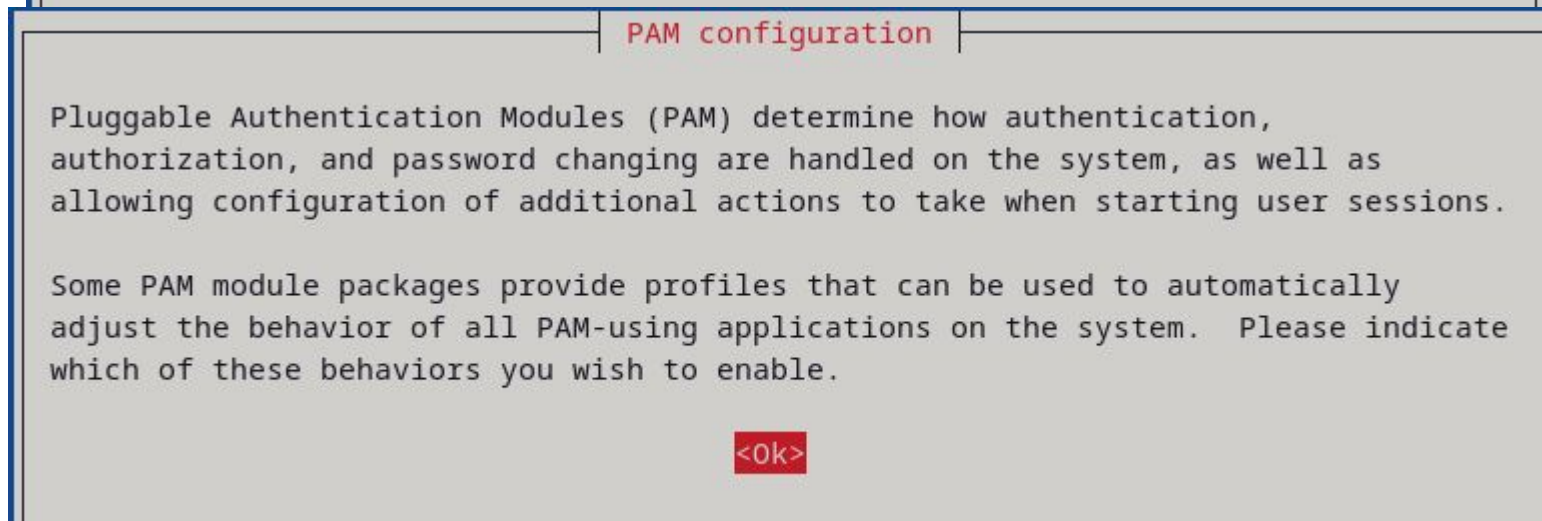 PAM configuration
Pluggable Authentication Modules (PAM) determine how authentication,
authorization, and password changing are handled on the system, as well as
allowing configuration of additional actions to take when starting user sessions.
Some PAM module packages provide profiles that can be used to automatically
adjust the behavior of all PAM-using applications on the system.  Please indicate
which of these behaviors you wish to enable.
<Ok>